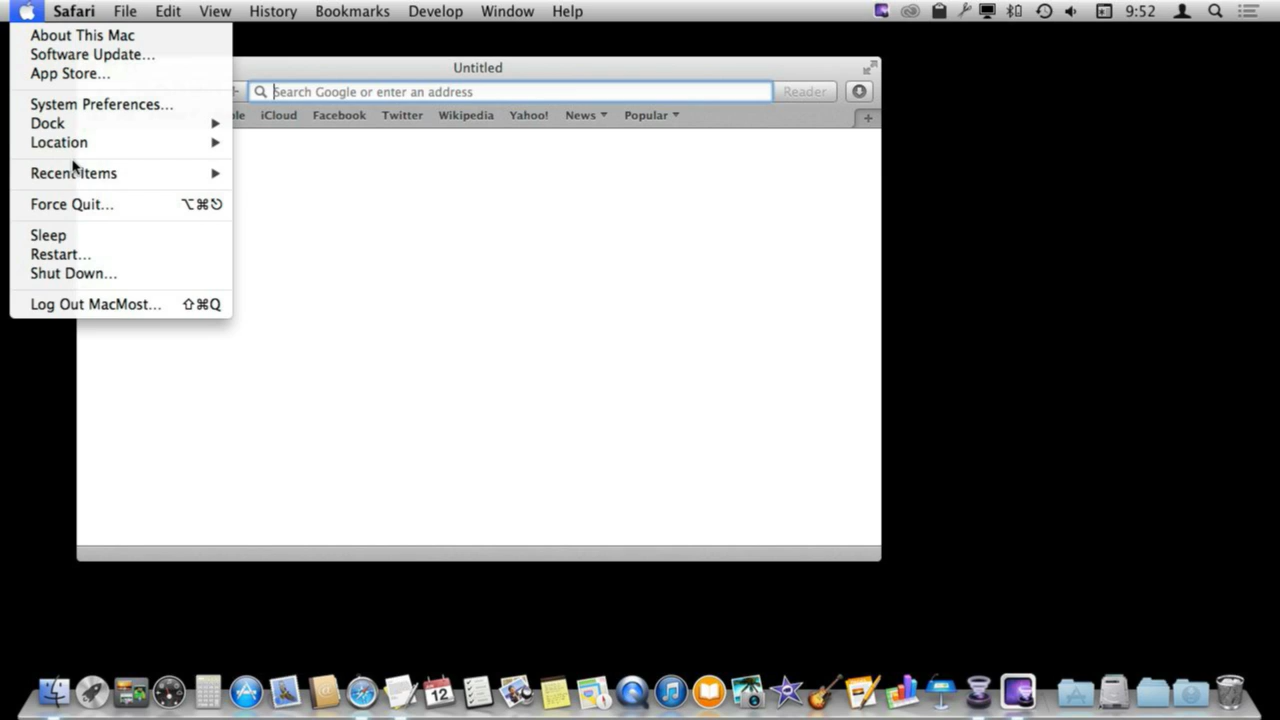 Safari File Edit View History Bookmarks Develop Window Help 9:52
About This Mac
Software Update…
App Store…
System Preferences…
Dock
Location
Recent Items
Force Quit… ⌥⌘⎋
Sleep
Restart…
Shut Down…
Log Out MacMost… ⇧⌘Q
Untitled
Search Google or enter an address Reader
le iCloud Facebook Twitter Wikipedia Yahoo! News Popular
12